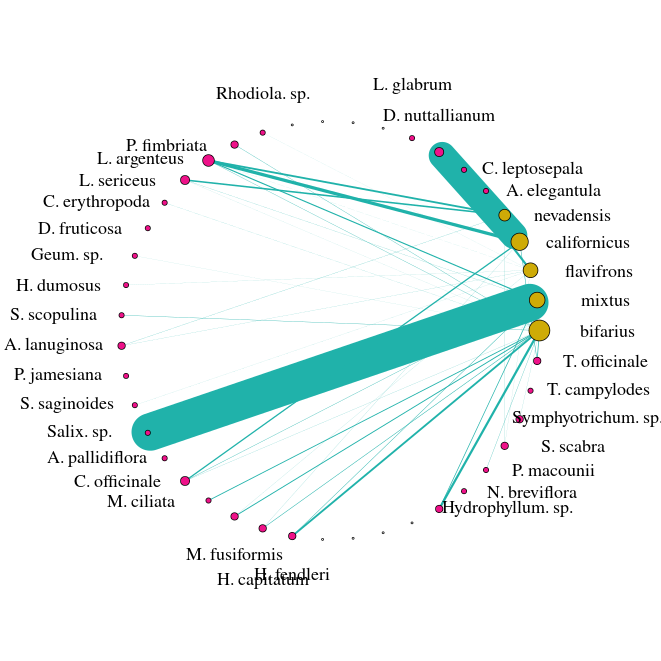 L. glabrum
Rhodiola. sp.
D. nuttallianum
P. fimbriata
L. argenteus
C. leptosepala
L. sericeus
A. elegantula
C. erythropoda
nevadensis
D. fruticosa
californicus
Geum. sp.
flavifrons
H. dumosus
mixtus
S. scopulina
bifarius
A. lanuginosa
T. officinale
P. jamesiana
T. campylodes
S. saginoides
Symphyotrichum. sp.
Salix. sp.
S. scabra
A. pallidiflora
P. macounii
C. officinale
N. breviflora
M. ciliata
Hydrophyllum. sp.
M. fusiformis
H. fendleri
H. capitatum